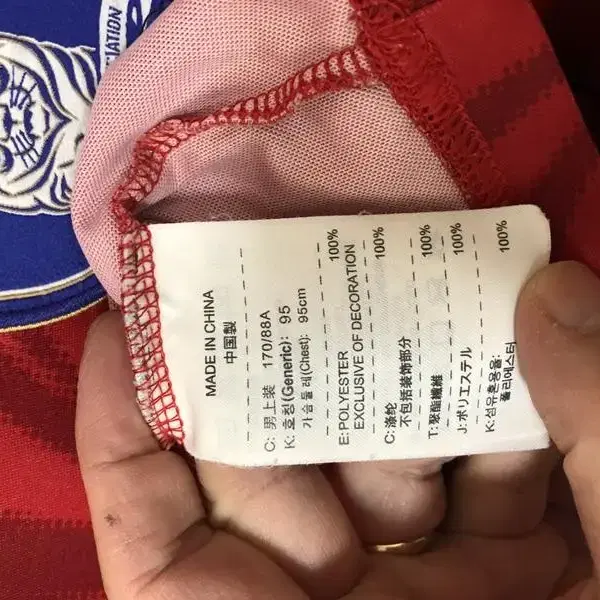 ATION
MADE IN CHINA
中国製
C: 男上装 170/88A
K: 호칭(Generic): 95
가슴둘레(Chest): 95cm
E: POLYESTER 100%
EXCLUSIVE OF DECORATION
C: 涤纶 100%
不包括装饰部分
T: 聚酯纖維 100%
J: ポリエステル 100%
K: 섬유혼용율:
폴리에스터 100%